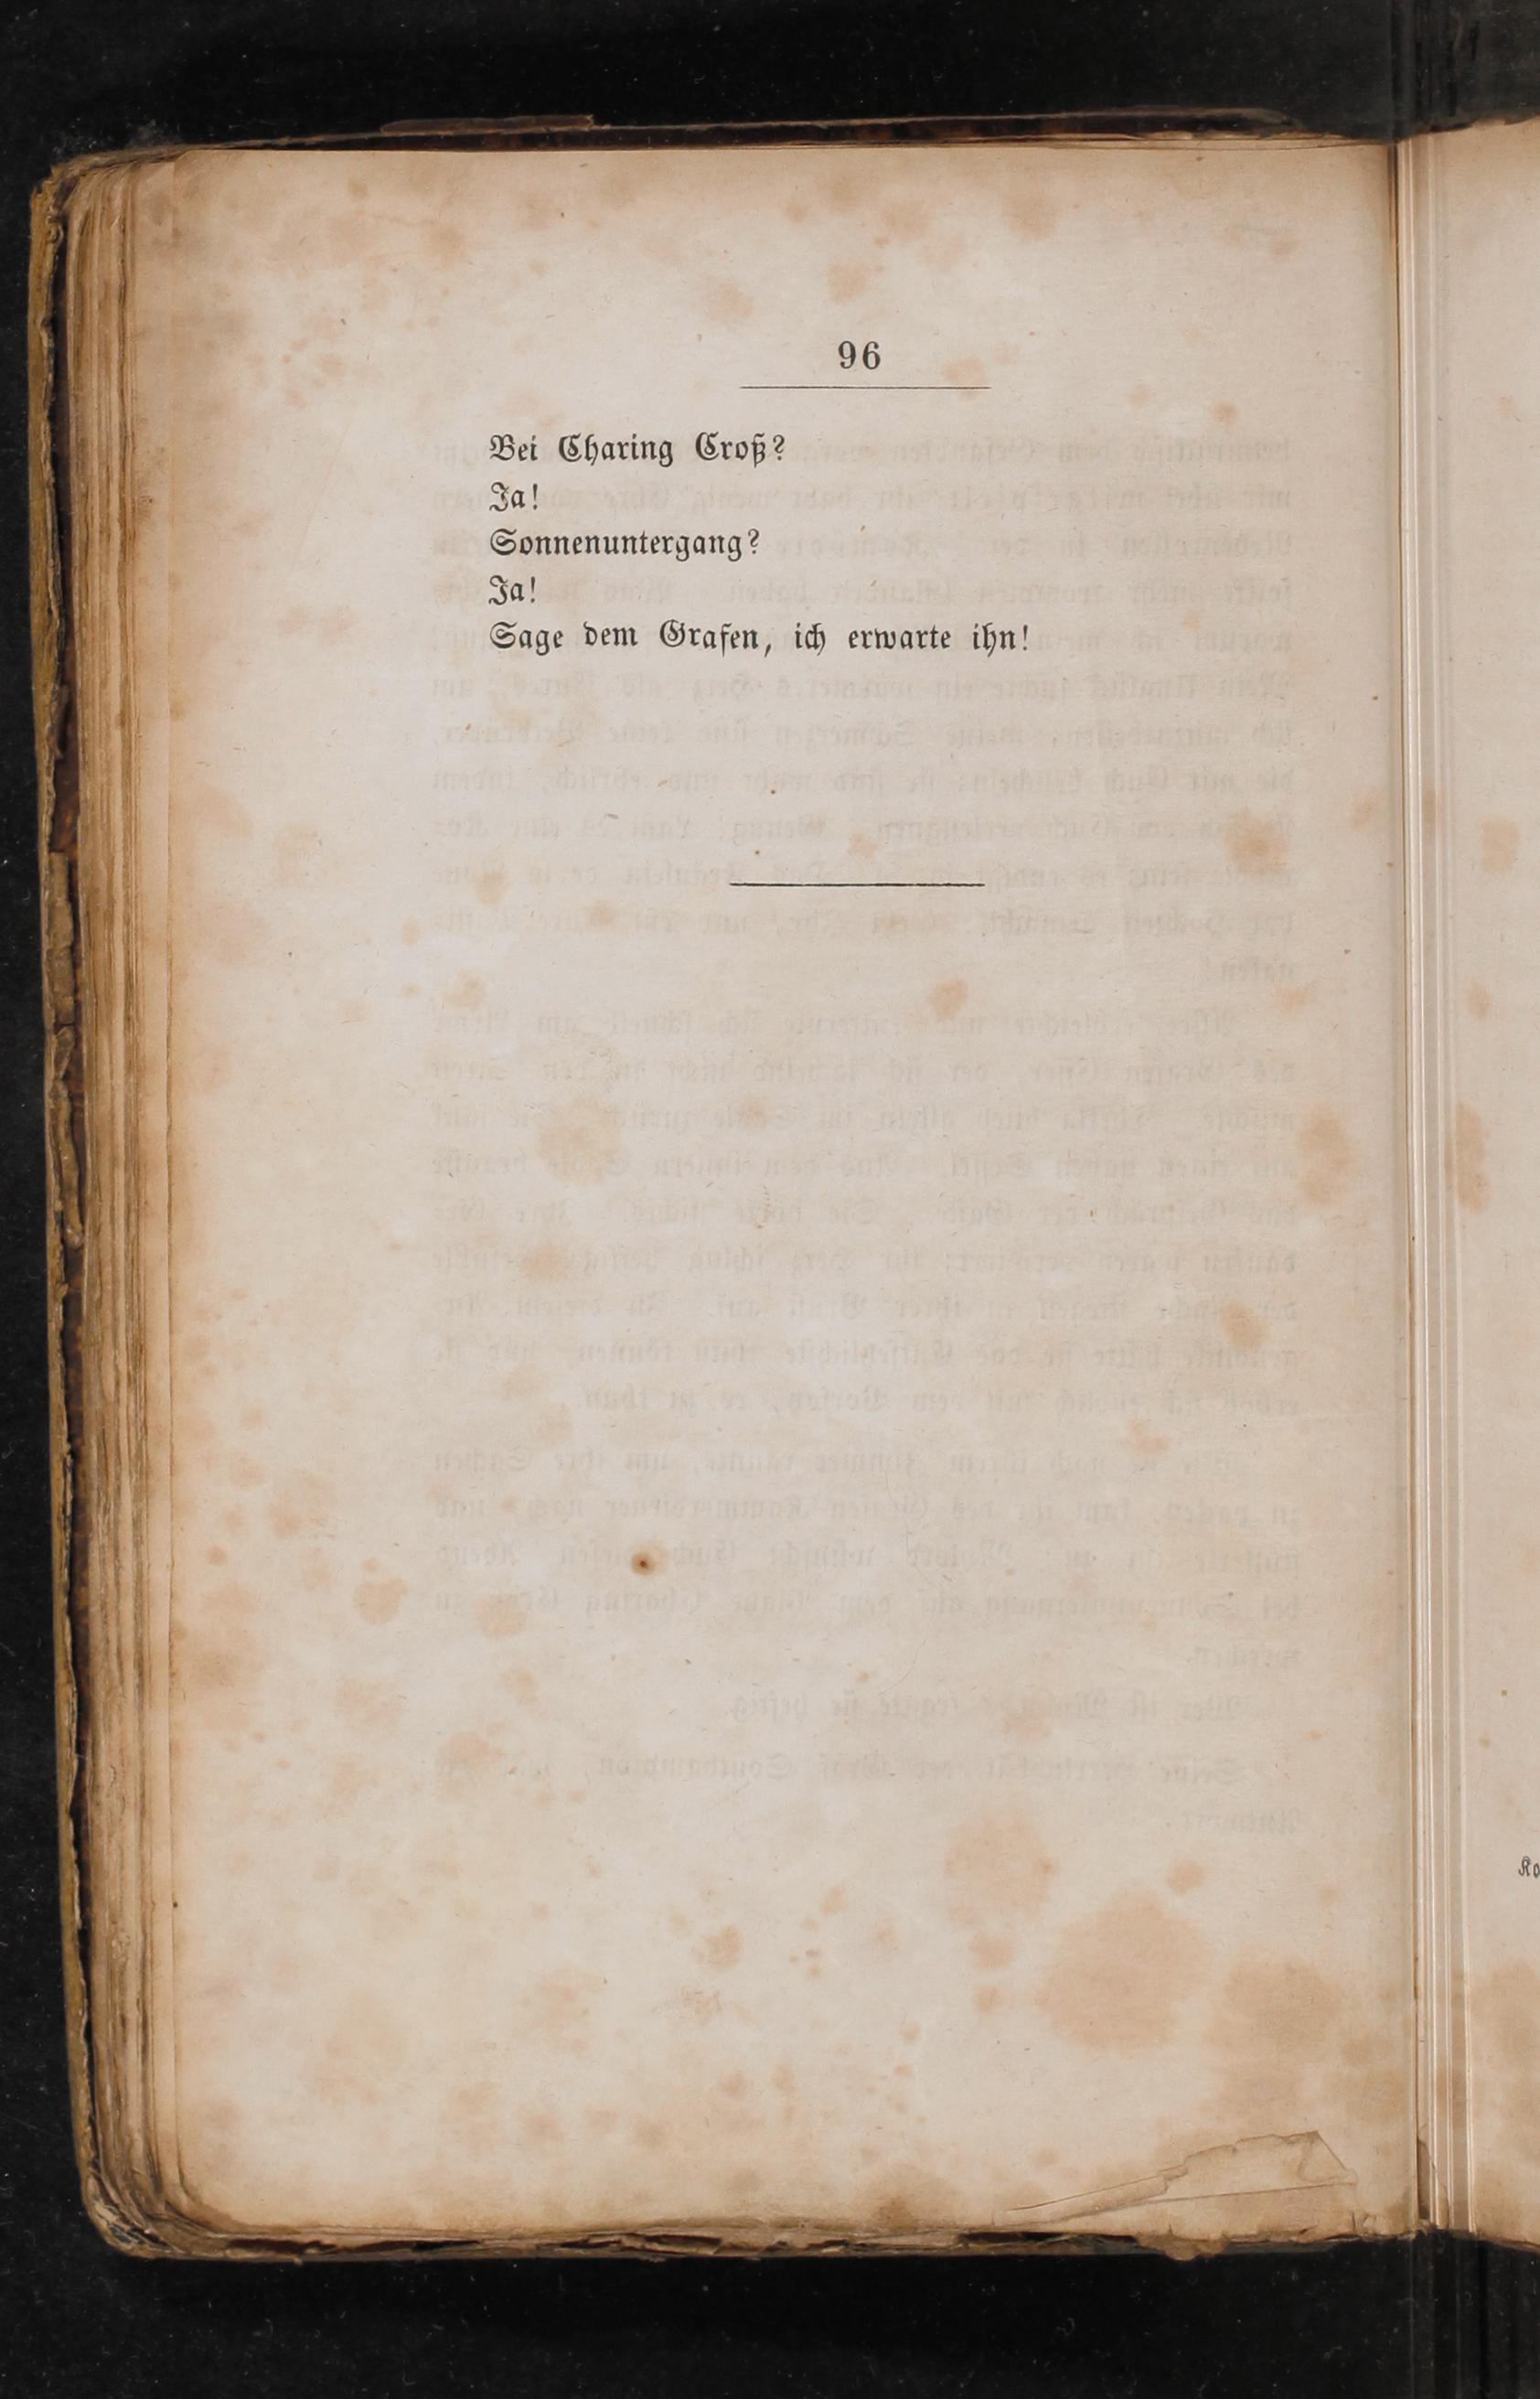 96
Bei Charing Croß?
Ja!
Sonnenuntergang?
Ja!
Sage dem Grafen, ich erwarte ihn!